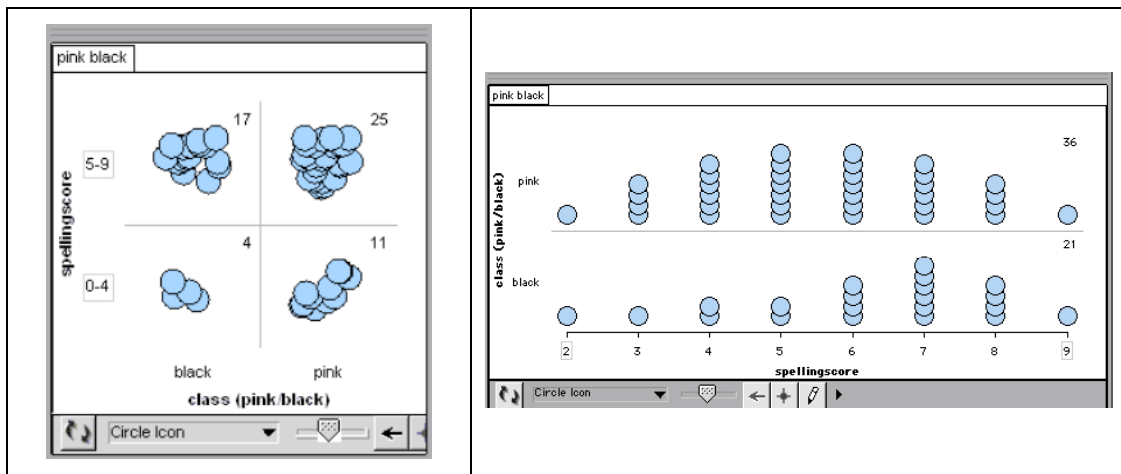 pink black
17 25
5-9
4 11
0-4
spellingscore
black pink
class (pink/black)
Circle Icon
pink black
36
pink
21
black
class (pink/black)
2 3 4 5 6 7 8 9
spellingscore
Circle Icon